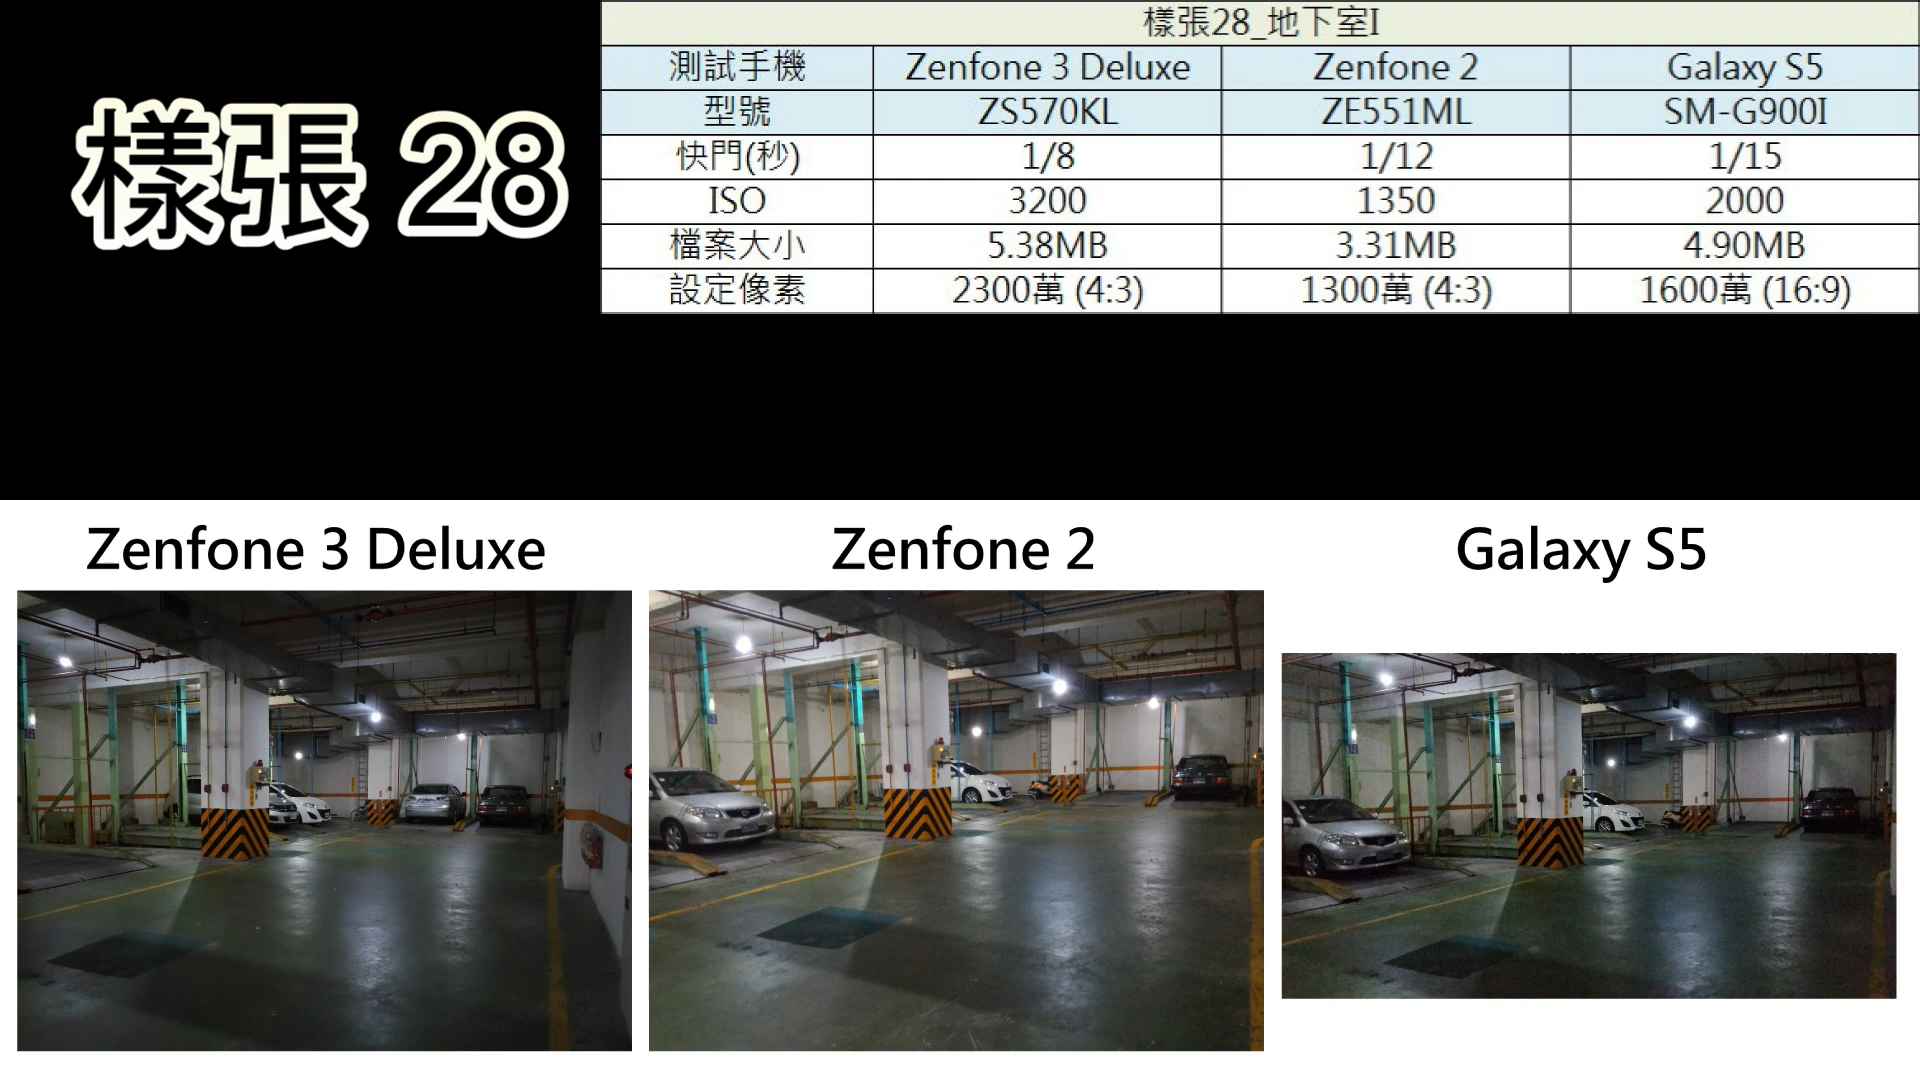 樣張 28
樣張28_地下室I
測試手機 Zenfone 3 Deluxe Zenfone 2 Galaxy S5
型號 ZS570KL ZE551ML SM-G900I
快門(秒) 1/8 1/12 1/15
ISO 3200 1350 2000
檔案大小 5.38MB 3.31MB 4.90MB
設定像素 2300萬 (4:3) 1300萬 (4:3) 1600萬 (16:9)
Zenfone 3 Deluxe Zenfone 2 Galaxy S5